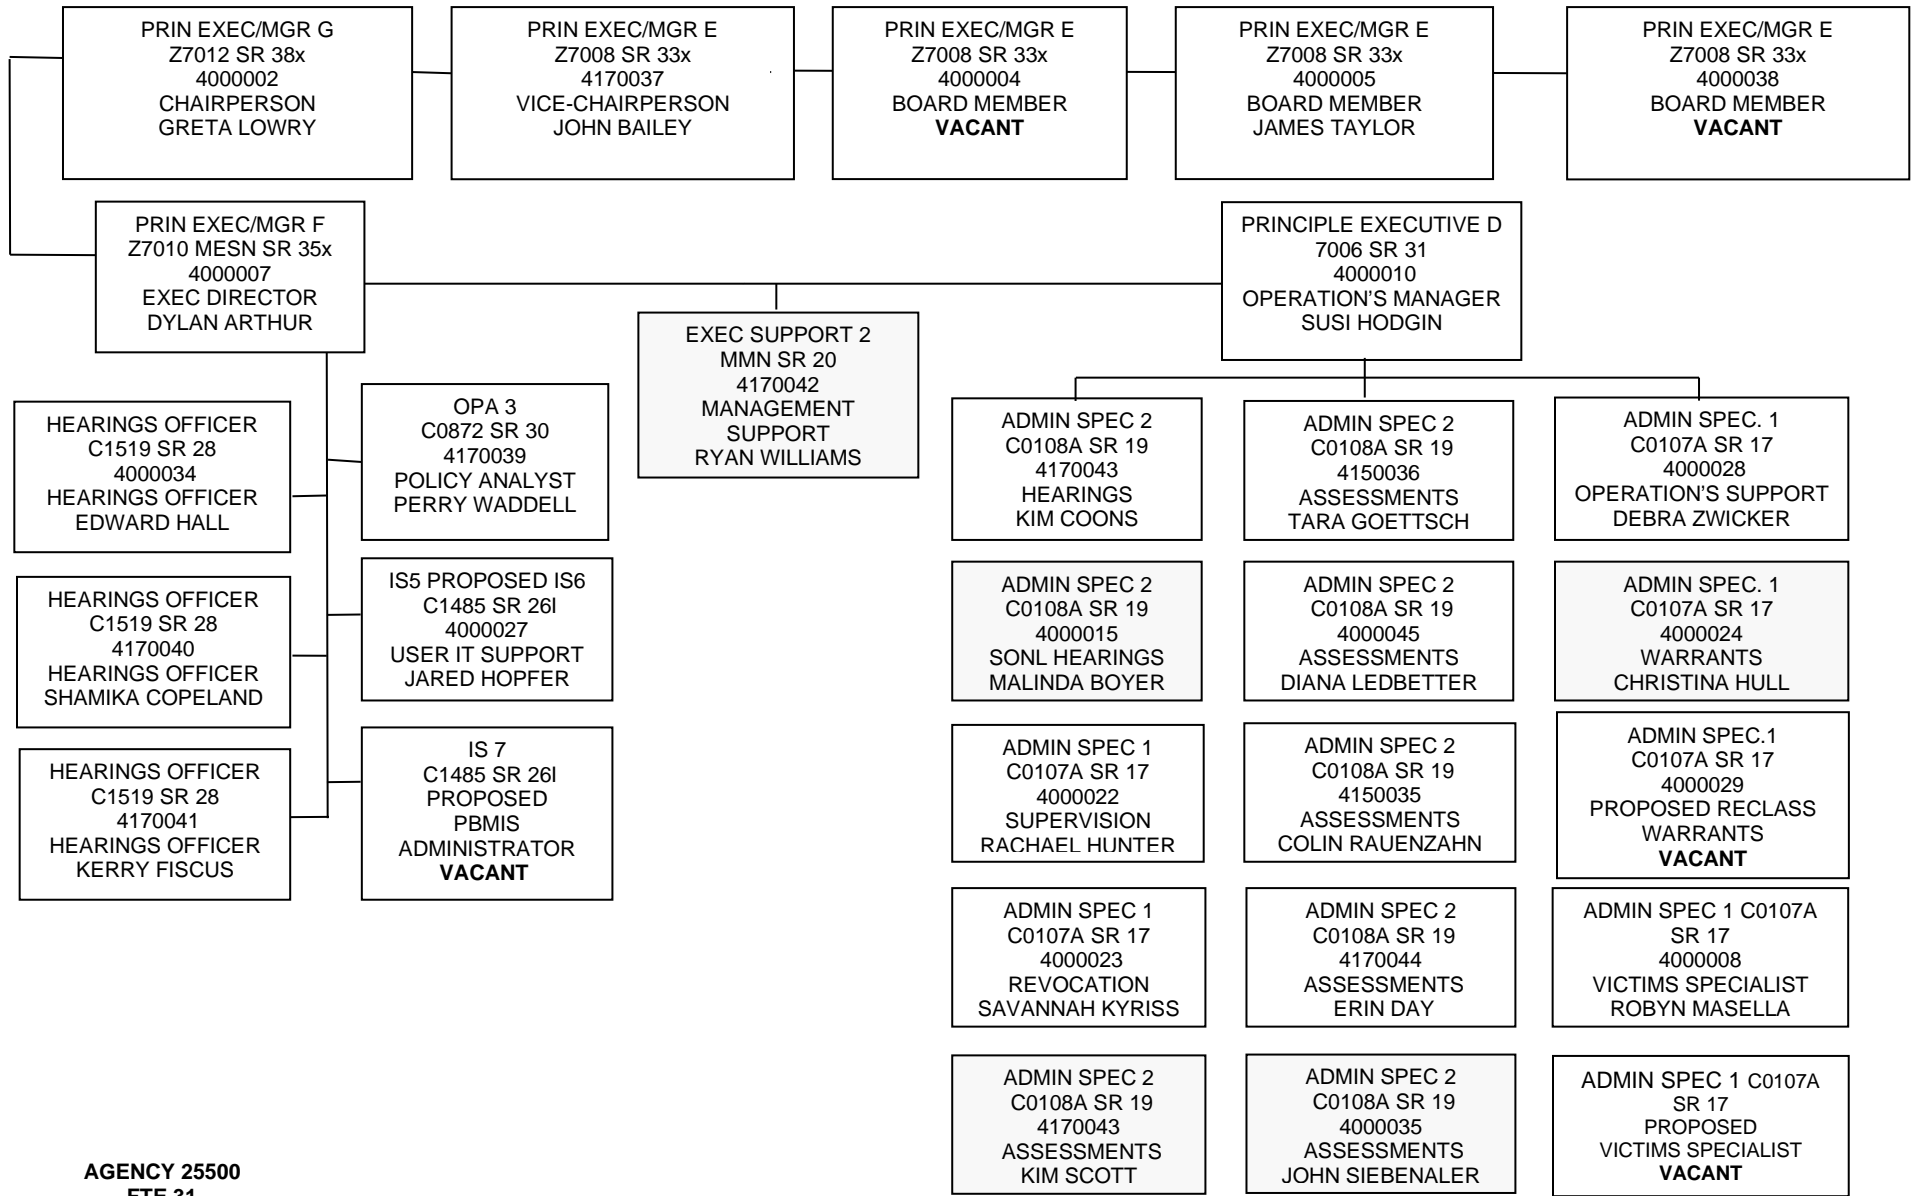 PRIN EXEC/MGR G
Z7012 SR 38x
4000002
CHAIRPERSON
GRETA LOWRY
PRIN EXEC/MGR E
Z7008 SR 33x
4170037
VICE-CHAIRPERSON
JOHN BAILEY
PRIN EXEC/MGR E
Z7008 SR 33x
4000004
BOARD MEMBER
VACANT
PRIN EXEC/MGR E
Z7008 SR 33x
4000005
BOARD MEMBER
JAMES TAYLOR
PRIN EXEC/MGR E
Z7008 SR 33x
4000038
BOARD MEMBER
VACANT
PRIN EXEC/MGR F
Z7010 MESN SR 35x
4000007
EXEC DIRECTOR
DYLAN ARTHUR
PRINCIPLE EXECUTIVE D
7006 SR 31
4000010
OPERATION'S MANAGER
SUSI HODGIN
EXEC SUPPORT 2
MMN SR 20
4170042
MANAGEMENT
SUPPORT
RYAN WILLIAMS
HEARINGS OFFICER
C1519 SR 28
4000034
HEARINGS OFFICER
EDWARD HALL
OPA 3
C0872 SR 30
4170039
POLICY ANALYST
PERRY WADDELL
HEARINGS OFFICER
C1519 SR 28
4170040
HEARINGS OFFICER
SHAMIKA COPELAND
IS5 PROPOSED IS6
C1485 SR 26I
4000027
USER IT SUPPORT
JARED HOPFER
HEARINGS OFFICER
C1519 SR 28
4170041
HEARINGS OFFICER
KERRY FISCUS
IS 7
C1485 SR 26I
PROPOSED
PBMIS
ADMINISTRATOR
VACANT
ADMIN SPEC 2
C0108A SR 19
4170043
HEARINGS
KIM COONS
ADMIN SPEC 2
C0108A SR 19
4150036
ASSESSMENTS
TARA GOETTSCH
ADMIN SPEC. 1
C0107A SR 17
4000028
OPERATION'S SUPPORT
DEBRA ZWICKER
ADMIN SPEC 2
C0108A SR 19
4000015
SONL HEARINGS
MALINDA BOYER
ADMIN SPEC 2
C0108A SR 19
4000045
ASSESSMENTS
DIANA LEDBETTER
ADMIN SPEC. 1
C0107A SR 17
4000024
WARRANTS
CHRISTINA HULL
ADMIN SPEC 1
C0107A SR 17
4000022
SUPERVISION
RACHAEL HUNTER
ADMIN SPEC 2
C0108A SR 19
4150035
ASSESSMENTS
COLIN RAUENZAHN
ADMIN SPEC.1
C0107A SR 17
4000029
PROPOSED RECLASS
WARRANTS
VACANT
ADMIN SPEC 1
C0107A SR 17
4000023
REVOCATION
SAVANNAH KYRISS
ADMIN SPEC 2
C0108A SR 19
4170044
ASSESSMENTS
ERIN DAY
ADMIN SPEC 1 C0107A
SR 17
4000008
VICTIMS SPECIALIST
ROBYN MASELLA
ADMIN SPEC 2
C0108A SR 19
4170043
ASSESSMENTS
KIM SCOTT
ADMIN SPEC 2
C0108A SR 19
4000035
ASSESSMENTS
JOHN SIEBENALER
ADMIN SPEC 1 C0107A
SR 17
PROPOSED
VICTIMS SPECIALIST
VACANT
AGENCY 25500
FTE 31